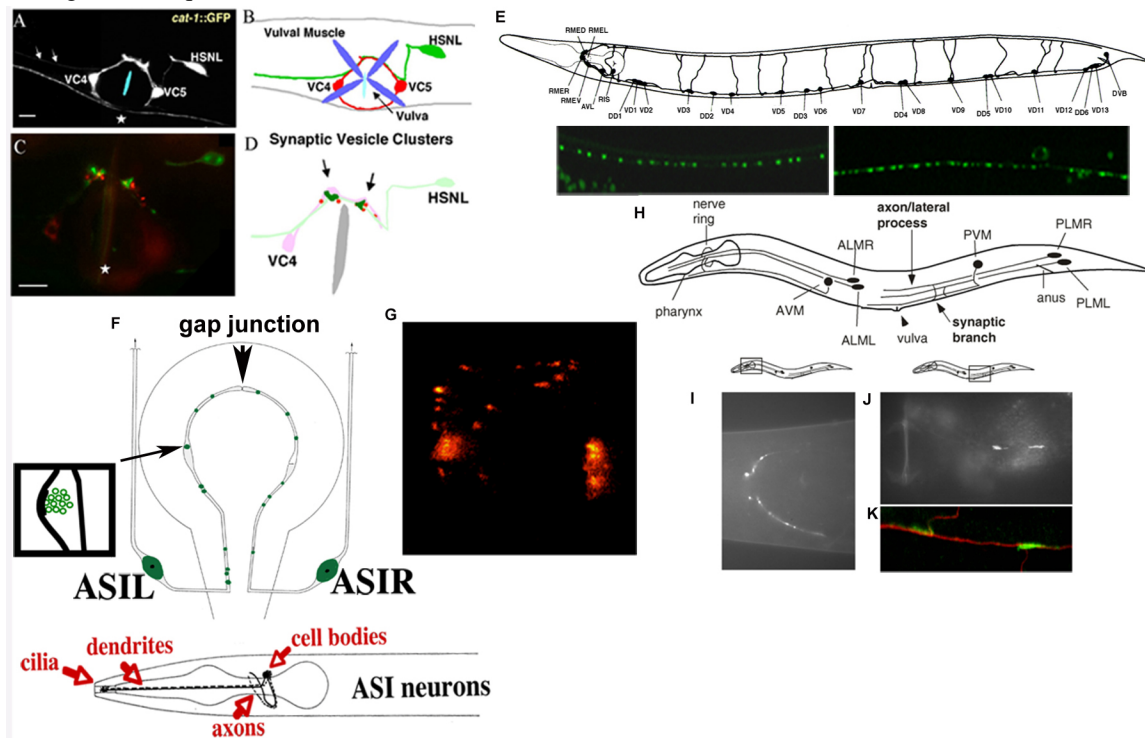 A
cat-1::GFP
VC4
VC5
HSNL
B
Vulval Muscle
HSNL
VC4
VC5
Vulva
C
D
Synaptic Vesicle Clusters
HSNL
VC4
E
RMED RMEL
RMER
RMEV
AVL
RIS
DD1
VD1
VD2
VD3
DD2
VD4
VD5
DD3
VD6
VD7
DD4
VD8
VD9
DD5
VD10
VD11
VD12
DD6
VD13
DVB
F
gap junction
ASIL
ASIR
cilia
dendrites
cell bodies
axons
ASI neurons
G
H
nerve
ring
pharynx
AVM
ALMR
ALML
axon/lateral
process
vulva
synaptic
branch
PVM
PLMR
anus
PLML
I
J
K